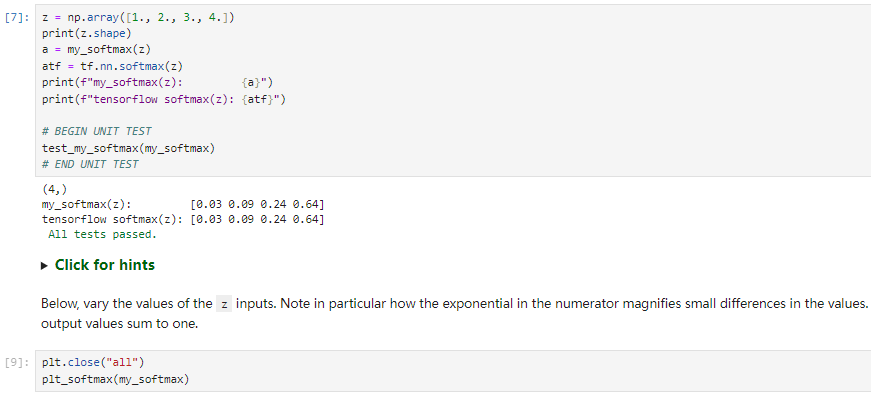 [7]: z = np.array([1., 2., 3., 4.])
print(z.shape)
a = my_softmax(z)
atf = tf.nn.softmax(z)
print(f"my_softmax(z):         {a}")
print(f"tensorflow softmax(z): {atf}")
# BEGIN UNIT TEST
test_my_softmax(my_softmax)
# END UNIT TEST
(4,)
my_softmax(z):         [0.03 0.09 0.24 0.64]
tensorflow softmax(z): [0.03 0.09 0.24 0.64]
All tests passed.
Click for hints
Below, vary the values of the z inputs. Note in particular how the exponential in the numerator magnifies small differences in the values.
output values sum to one.
[9]: plt.close("all")
plt_softmax(my_softmax)